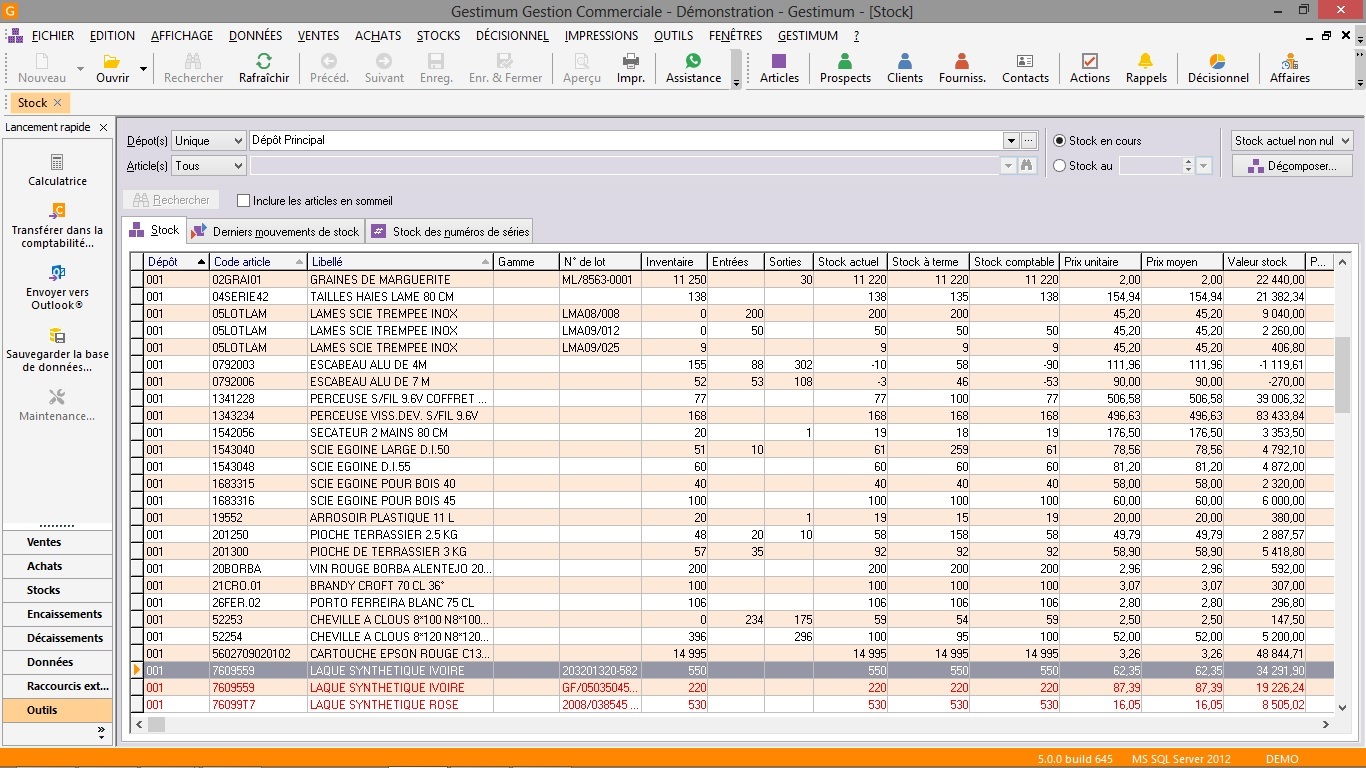 Gestimum Gestion Commerciale - Démonstration - Gestimum - [Stock]
FICHIER EDITION AFFICHAGE DONNÉES VENTES ACHATS STOCKS DÉCISIONNEL IMPRESSIONS OUTILS FENÊTRES GESTIMUM ?
Nouveau Ouvrir Rechercher Rafraîchir Précéd. Suivant Enreg. Enr. & Fermer Aperçu Impr. Assistance Articles Prospects Clients Fourniss. Contacts Actions Rappels Décisionnel Affaires
Stock
Lancement rapide
Calculatrice
Transférer dans la
comptabilité...
Envoyer vers
Outlook®
Sauvegarder la base
de données...
Maintenance...
Ventes
Achats
Stocks
Encaissements
Décaissements
Données
Raccourcis ext...
Outils
Dépot(s) Unique Dépôt Principal Stock en cours Stock actuel non nul
Article(s) Tous Stock au Décomposer...
Rechercher Inclure les articles en sommeil
Stock Derniers mouvements de stock Stock des numéros de séries
Dépôt Code article Libellé Gamme N° de lot Inventaire Entrées Sorties Stock actuel Stock à terme Stock comptable Prix unitaire Prix moyen Valeur stock P...
001 02GRAI01 GRAINES DE MARGUERITE ML/8563-0001 11 250 30 11 220 11 220 11 220 2,00 2,00 22 440,00
001 04SERIE42 TAILLES HAIES LAME 80 CM 138 138 135 138 154,94 154,94 21 382,34
001 05LOTLAM LAMES SCIE TREMPEE INOX LMA08/008 0 200 200 200 45,20 45,20 9 040,00
001 05LOTLAM LAMES SCIE TREMPEE INOX LMA09/012 0 50 50 50 50 45,20 45,20 2 260,00
001 05LOTLAM LAMES SCIE TREMPEE INOX LMA09/025 9 9 9 9 45,20 45,20 406,80
001 0792003 ESCABEAU ALU DE 4M 155 88 302 -10 58 -90 111,96 111,96 -1 119,61
001 0792006 ESCABEAU ALU DE 7 M 52 53 108 -3 46 -53 90,00 90,00 -270,00
001 1341228 PERCEUSE S/FIL 9.6V COFFRET ... 77 77 100 77 506,58 506,58 39 006,32
001 1343234 PERCEUSE VISS.DEV. S/FIL 9.6V 168 168 168 168 496,63 496,63 83 433,84
001 1542056 SECATEUR 2 MAINS 80 CM 20 1 19 18 19 176,50 176,50 3 353,50
001 1543040 SCIE EGOINE LARGE D.I.50 51 10 61 259 61 78,56 78,56 4 792,10
001 1543048 SCIE EGOINE D.I.55 60 60 60 60 81,20 81,20 4 872,00
001 1683315 SCIE EGOINE POUR BOIS 40 40 40 40 40 58,00 58,00 2 320,00
001 1683316 SCIE EGOINE POUR BOIS 45 100 100 100 100 60,00 60,00 6 000,00
001 19552 ARROSOIR PLASTIQUE 11 L 20 1 19 15 19 20,00 20,00 380,00
001 201250 PIOCHE TERRASSIER 2.5 KG 48 20 10 58 158 58 49,79 49,79 2 887,57
001 201300 PIOCHE DE TERRASSIER 3 KG 57 35 92 92 92 58,90 58,90 5 418,80
001 20BORBA VIN ROUGE BORBA ALENTEJO 20... 200 200 200 200 2,96 2,96 592,00
001 21CRO.01 BRANDY CROFT 70 CL 36° 100 100 100 100 3,07 3,07 307,00
001 26FER.02 PORTO FERREIRA BLANC 75 CL 106 106 106 106 2,80 2,80 296,80
001 52253 CHEVILLE A CLOUS 8*100 N8*100... 0 234 175 59 54 59 2,50 2,50 147,50
001 52254 CHEVILLE A CLOUS 8*120 N8*120... 396 296 100 95 100 52,00 52,00 5 200,00
001 5602709020102 CARTOUCHE EPSON ROUGE C13... 14 995 14 995 14 995 14 995 3,26 3,26 48 844,71
001 7609559 LAQUE SYNTHETIQUE IVOIRE 203201320-582 550 550 550 550 62,35 62,35 34 291,90
001 7609559 LAQUE SYNTHETIQUE IVOIRE GF/05035045... 220 220 220 220 87,39 87,39 19 226,24
001 76099T7 LAQUE SYNTHETIQUE ROSE 2008/038545 ... 530 530 530 530 16,05 16,05 8 505,02
5.0.0 build 645 MS SQL Server 2012 DEMO